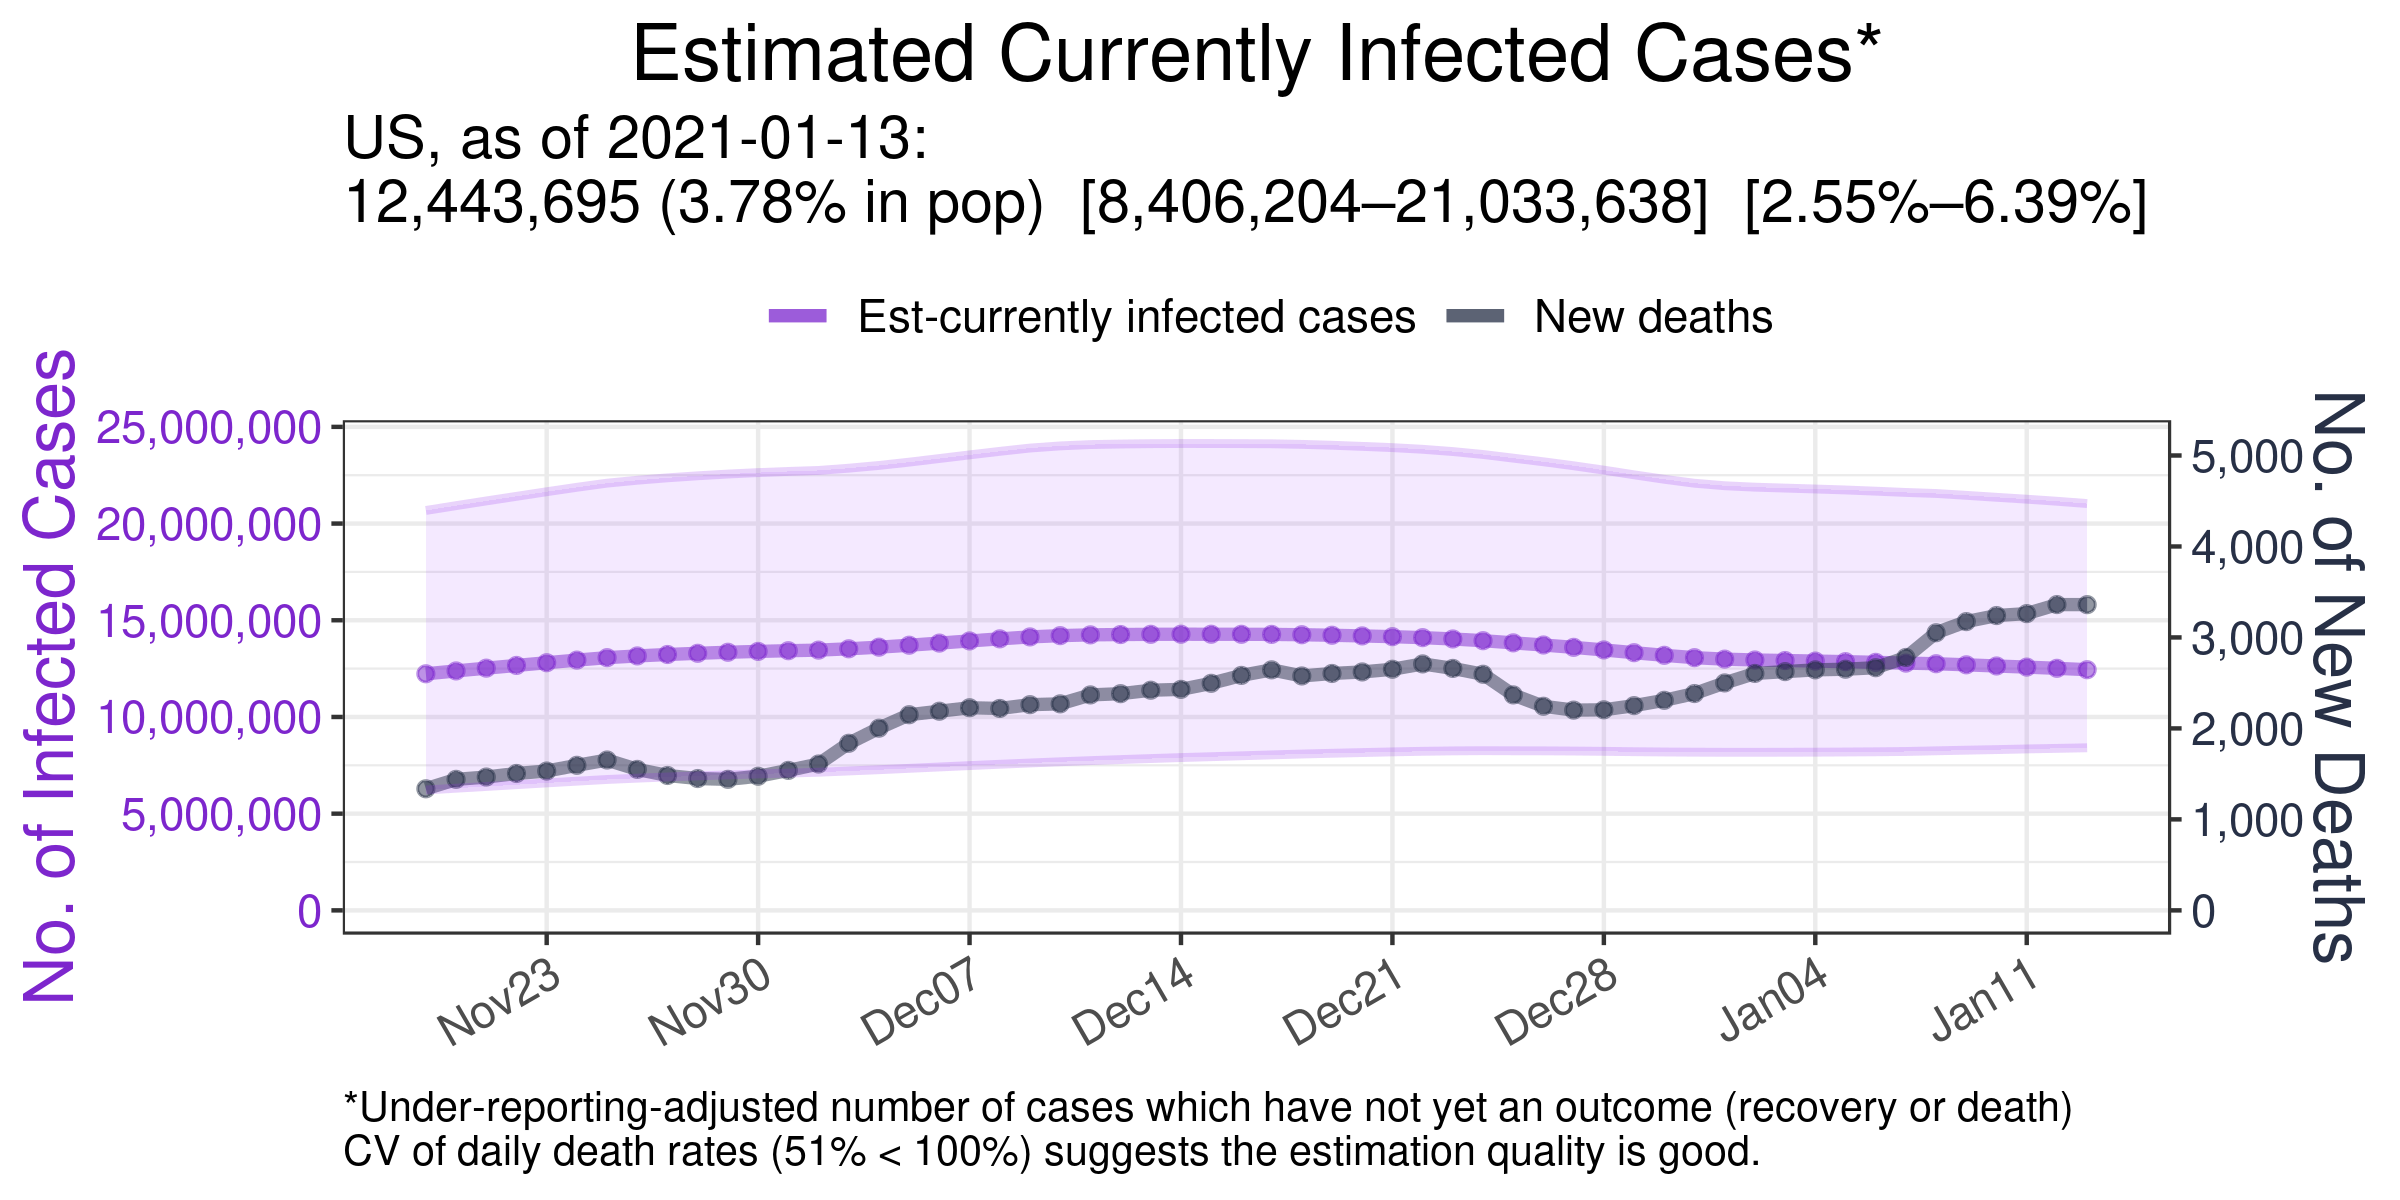 Estimated Currently Infected Cases*
US, as of 2021-01-13:
12,443,695 (3.78% in pop) [8,406,204–21,033,638] [2.55%–6.39%]
Est-currently infected cases
New deaths
No. of Infected Cases
25,000,000
20,000,000
15,000,000
10,000,000
5,000,000
0
No. of New Deaths
5,000
4,000
3,000
2,000
1,000
0
Nov23
Nov30
Dec07
Dec14
Dec21
Dec28
Jan04
Jan11
*Under-reporting-adjusted number of cases which have not yet an outcome (recovery or death)
CV of daily death rates (51% < 100%) suggests the estimation quality is good.